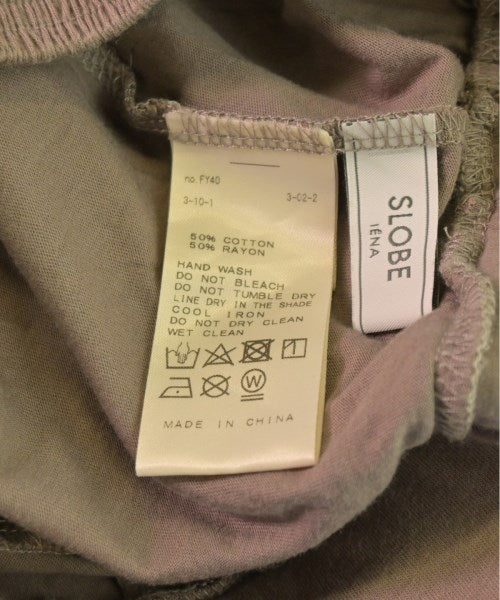 no. FY40
3-10-1 3-02-2
50% COTTON
50% RAYON
HAND WASH
DO NOT BLEACH
DO NOT TUMBLE DRY
LINE DRY IN THE SHADE
COOL IRON
DO NOT DRY CLEAN
WET CLEAN
W
MADE IN CHINA
SLOBE
IÉNA